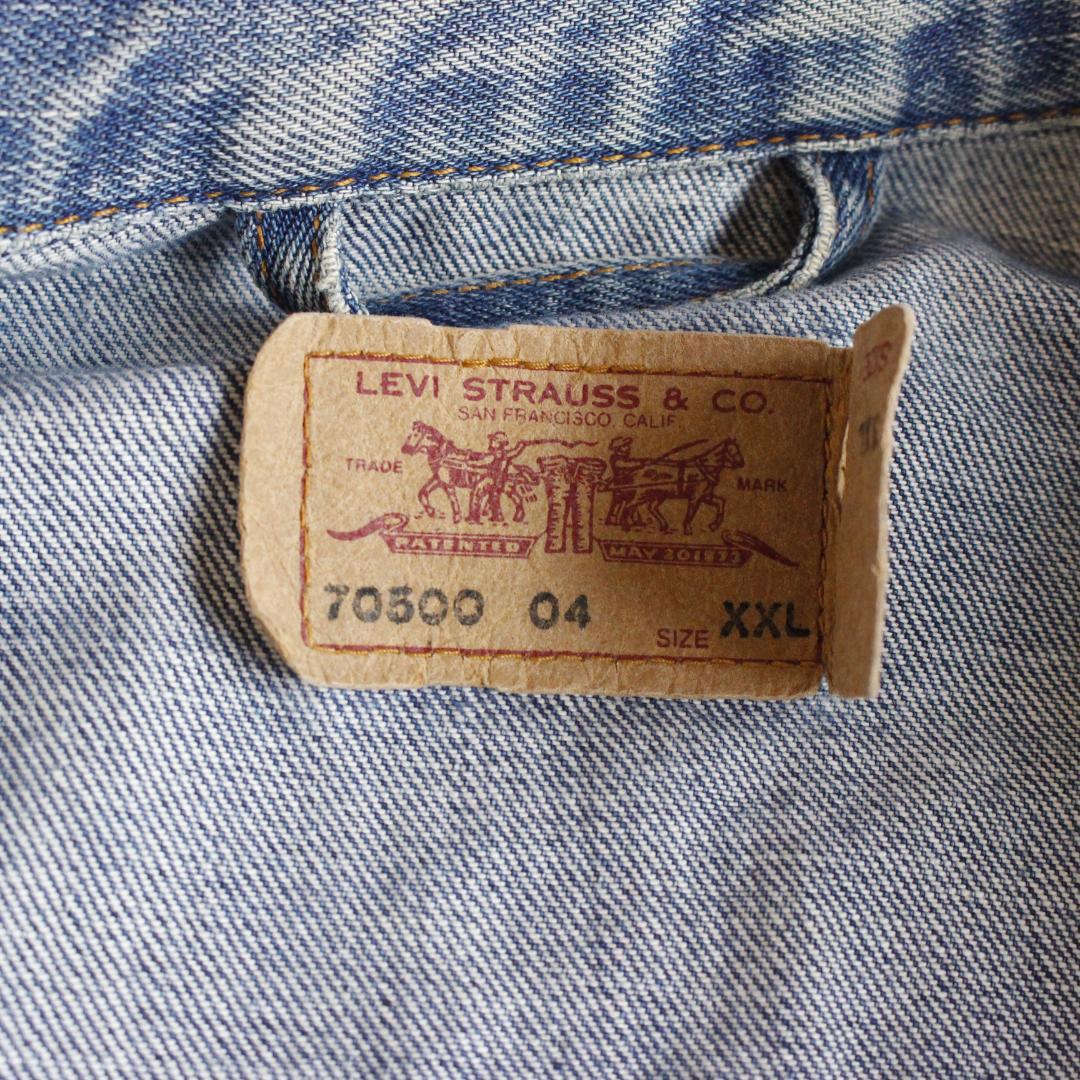 LEVI STRAUSS & CO.
SAN FRANCISCO, CALIF.
TRADE MARK
PATENTED MAY 20 1873
70500 04 SIZE XXL